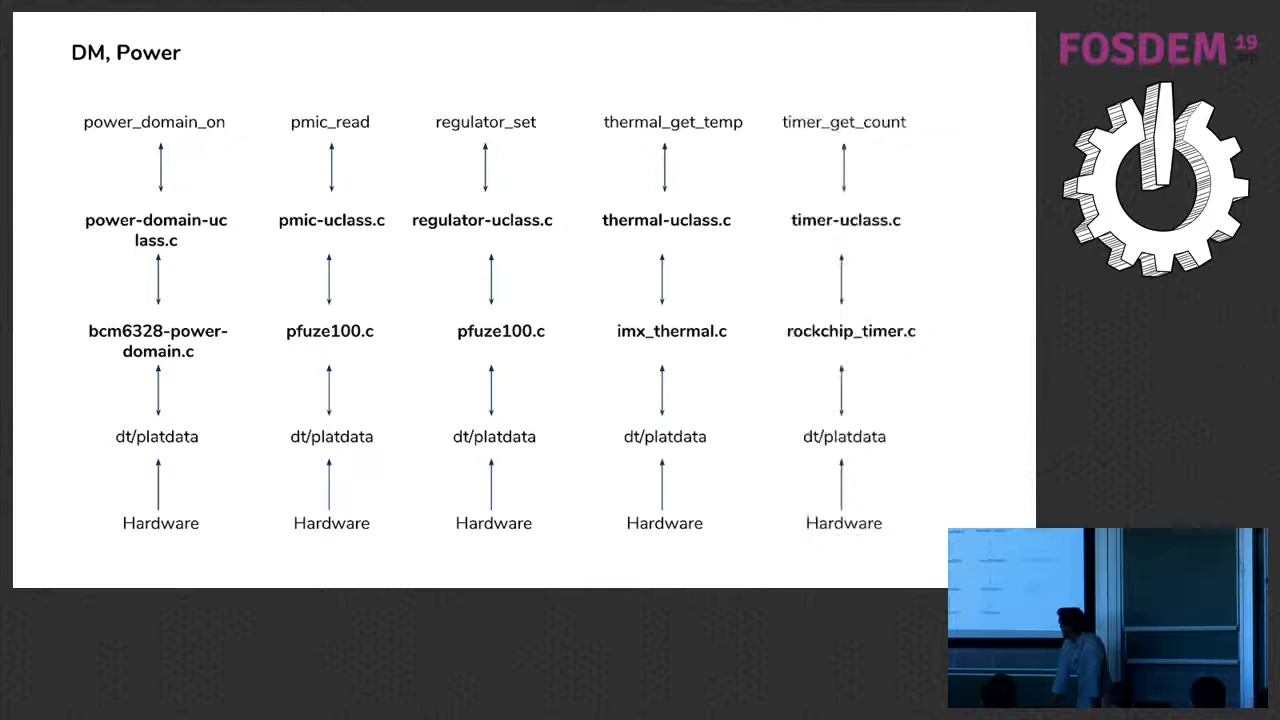 DM, Power
FOSDEM 19
.org
power_domain_on pmic_read regulator_set thermal_get_temp timer_get_count
power-domain-uc pmic-uclass.c regulator-uclass.c thermal-uclass.c timer-uclass.c
lass.c
bcm6328-power- pfuze100.c pfuze100.c imx_thermal.c rockchip_timer.c
domain.c
dt/platdata dt/platdata dt/platdata dt/platdata dt/platdata
Hardware Hardware Hardware Hardware Hardware